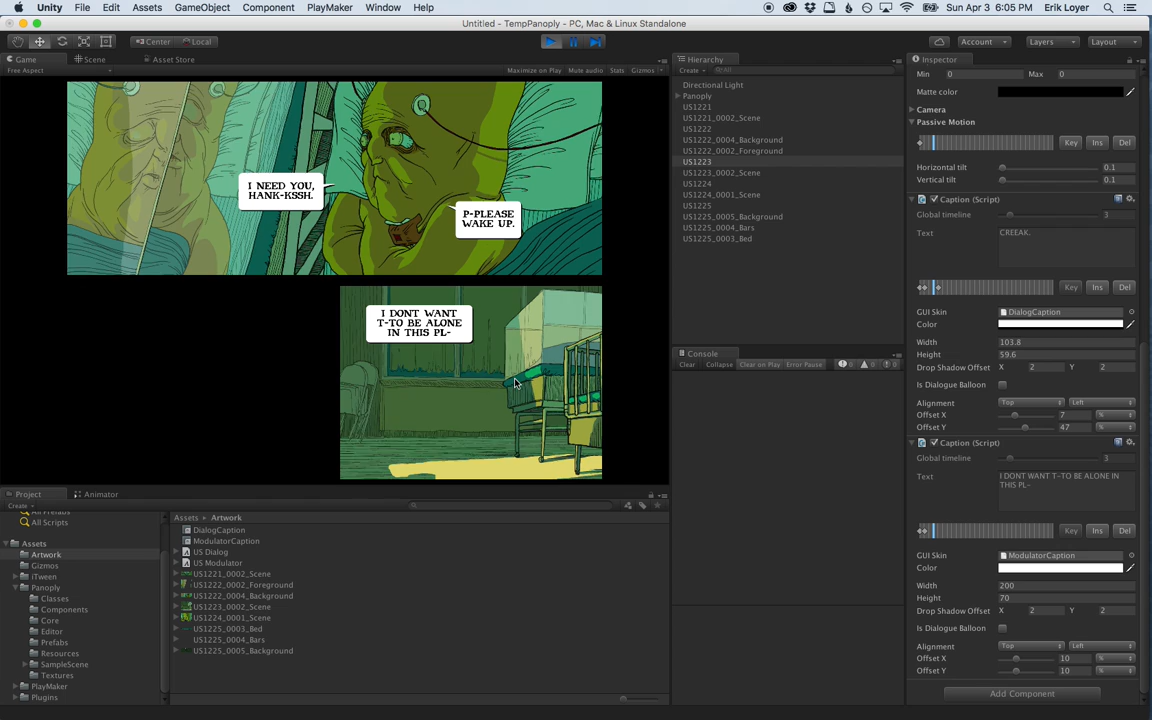 Unity File Edit Assets GameObject Component PlayMaker Window Help
Sun Apr 3 6:05 PM Erik Loyer
Untitled - TempPanoply - PC, Mac & Linux Standalone
Center Local
Account Layers Layout
Game Scene Asset Store
Free Aspect
Maximize on Play Mute audio Stats Gizmos
I NEED YOU,
HANK-KSSH.
P-PLEASE
WAKE UP.
I DONT WANT
T-TO BE ALONE
IN THIS PL-
Hierarchy
Create All
Directional Light
Panoply
US1221
US1221_0002_Scene
US1222
US1222_0004_Background
US1222_0002_Foreground
US1223
US1223_0002_Scene
US1224
US1224_0001_Scene
US1225
US1225_0005_Background
US1225_0004_Bars
US1225_0003_Bed
Console
Clear Collapse Clear on Play Error Pause 0 0 0
Project Animator
Create
All Prefabs
All Scripts
Assets
Artwork
Gizmos
iTween
Panoply
Classes
Components
Core
Editor
Prefabs
Resources
SampleScene
Textures
PlayMaker
Plugins
Assets Artwork
DialogCaption
ModulatorCaption
US Dialog
US Modulator
US1221_0002_Scene
US1222_0002_Foreground
US1222_0004_Background
US1223_0002_Scene
US1224_0001_Scene
US1225_0003_Bed
US1225_0004_Bars
US1225_0005_Background
Inspector
Min 0 Max 0
Matte color
Camera
Passive Motion
Key Ins Del
Horizontal tilt 0.1
Vertical tilt 0.1
Caption (Script)
Global timeline 3
Text CREEAK.
Key Ins Del
GUI Skin DialogCaption
Color
Width 103.8
Height 59.6
Drop Shadow Offset X 2 Y 2
Is Dialogue Balloon
Alignment Top Left
Offset X 7 %
Offset Y 47 %
Caption (Script)
Global timeline 3
Text I DONT WANT T-TO BE ALONE IN
THIS PL-
Key Ins Del
GUI Skin ModulatorCaption
Color
Width 200
Height 70
Drop Shadow Offset X 2 Y 2
Is Dialogue Balloon
Alignment Top Left
Offset X 10 %
Offset Y 10 %
Add Component